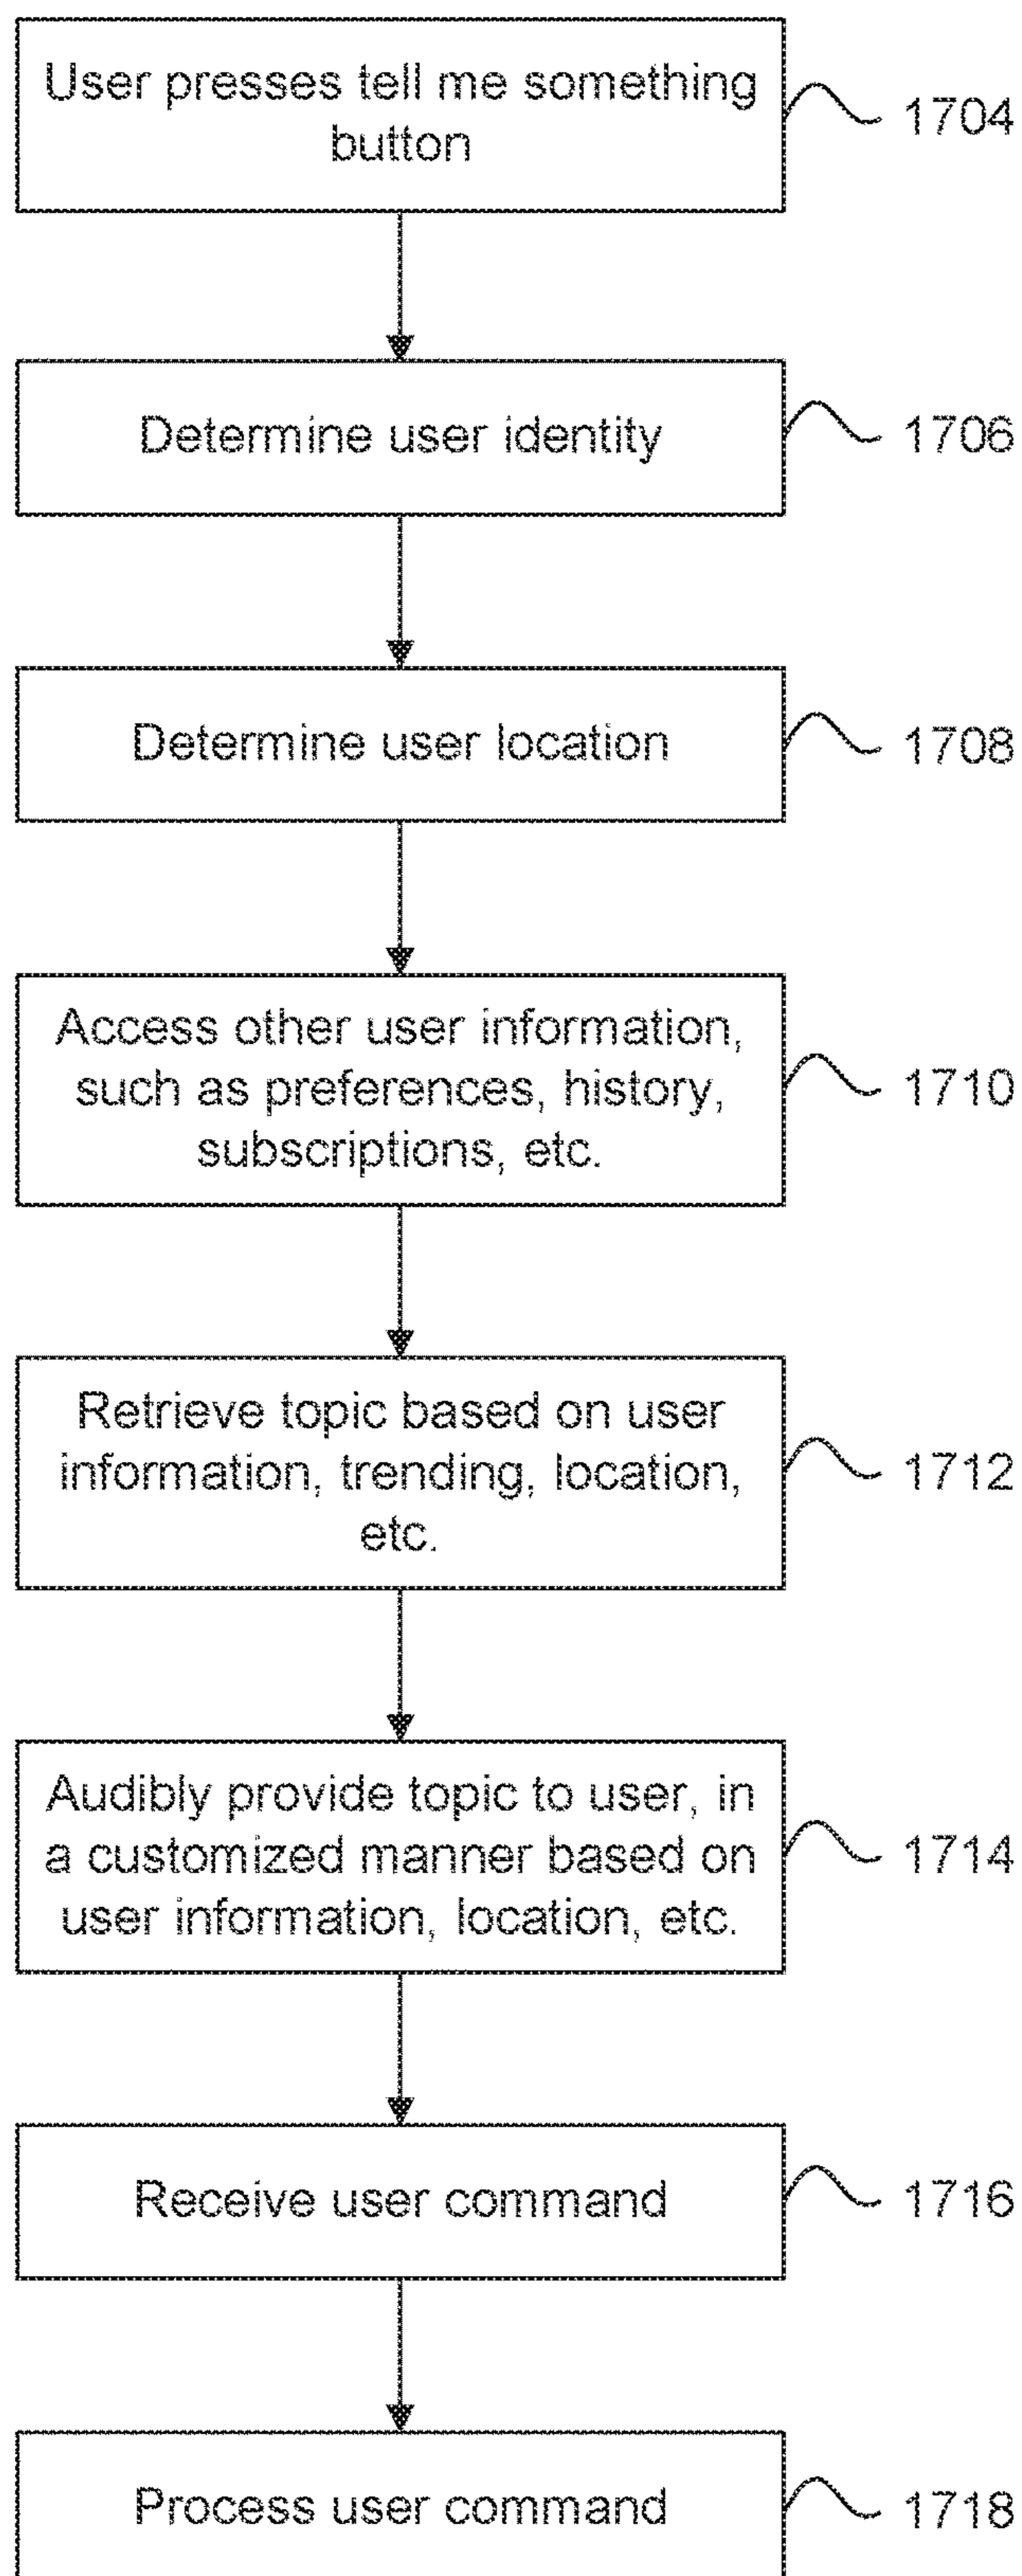 User presses tell me something
button
1704
Determine user identity
1706
Determine user location
1708
Access other user information,
such as preferences, history,
subscriptions, etc.
1710
Retrieve topic based on user
information, trending, location,
etc.
1712
Audibly provide topic to user, in
a customized manner based on
user information, location, etc.
1714
Receive user command
1716
Process user command
1718